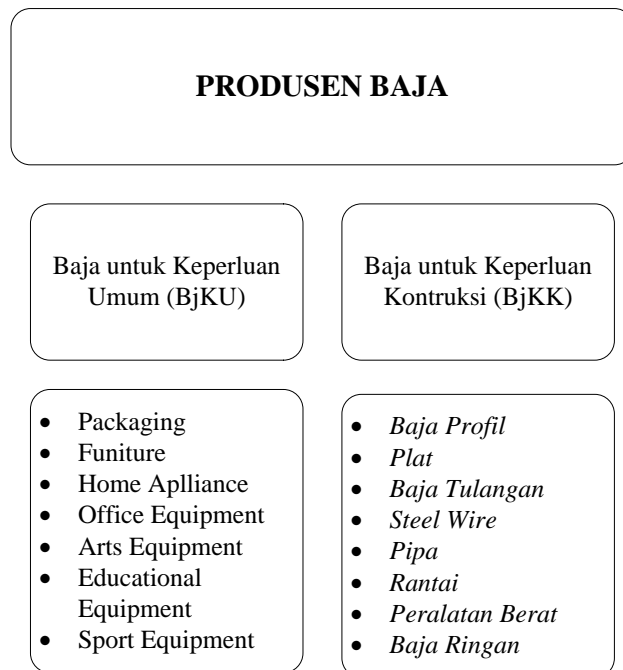 PRODUSEN BAJA
Baja untuk Keperluan
Umum (BjKU)
Baja untuk Keperluan
Kontruksi (BjKK)
• Packaging
• Funiture
• Home Aplliance
• Office Equipment
• Arts Equipment
• Educational
Equipment
• Sport Equipment
• Baja Profil
• Plat
• Baja Tulangan
• Steel Wire
• Pipa
• Rantai
• Peralatan Berat
• Baja Ringan